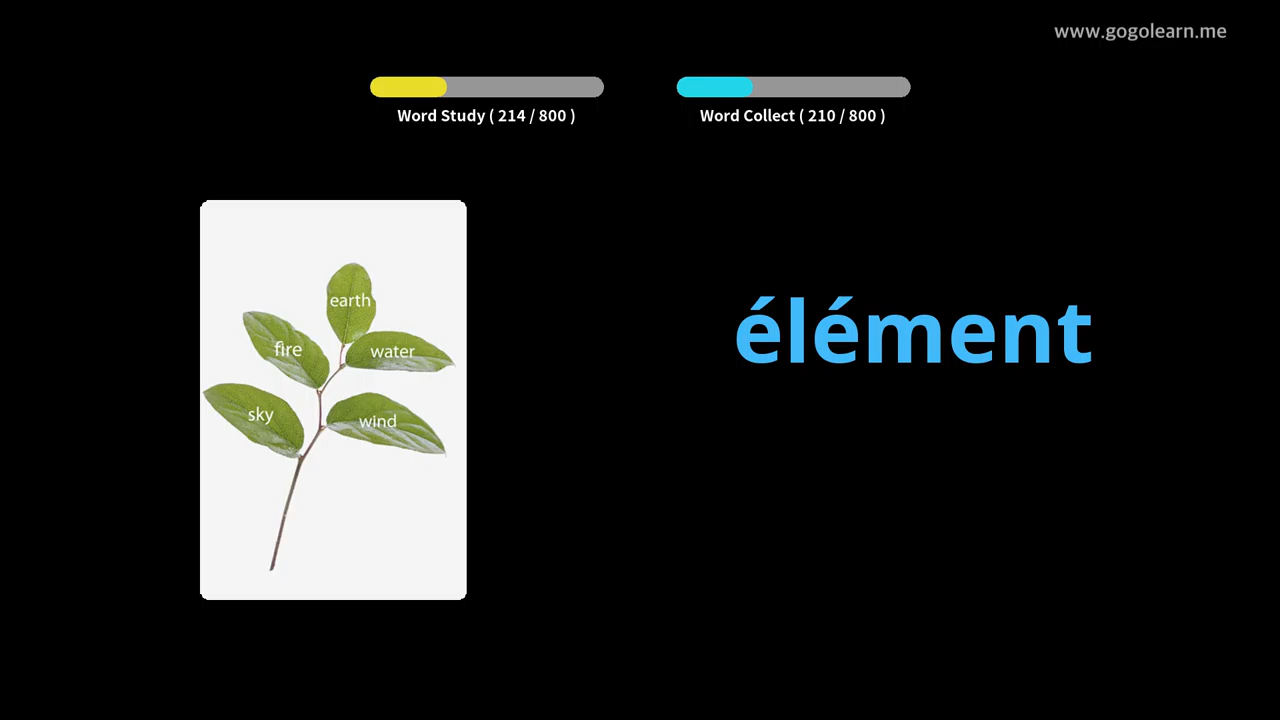 www.gogolearn.me
Word Study ( 214 / 800 )
Word Collect ( 210 / 800 )
earth
fire
water
sky
wind
élément